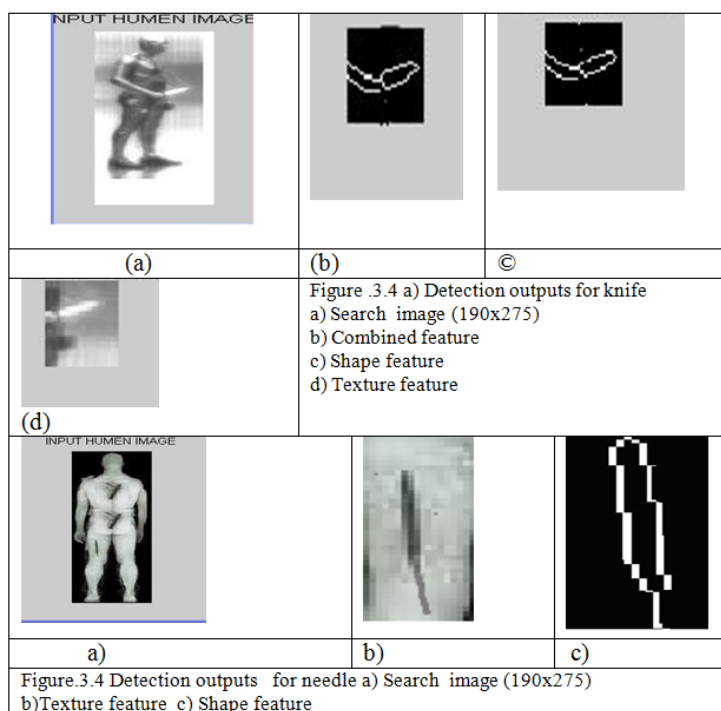 INPUT HUMEN IMAGE
(a)
(b)
©
(d)
Figure .3.4 a) Detection outputs for knife
a) Search image (190x275)
b) Combined feature
c) Shape feature
d) Texture feature
INPUT HUMEN IMAGE
a)
b)
c)
Figure.3.4 Detection outputs for needle a) Search image (190x275)
b)Texture feature c) Shape feature